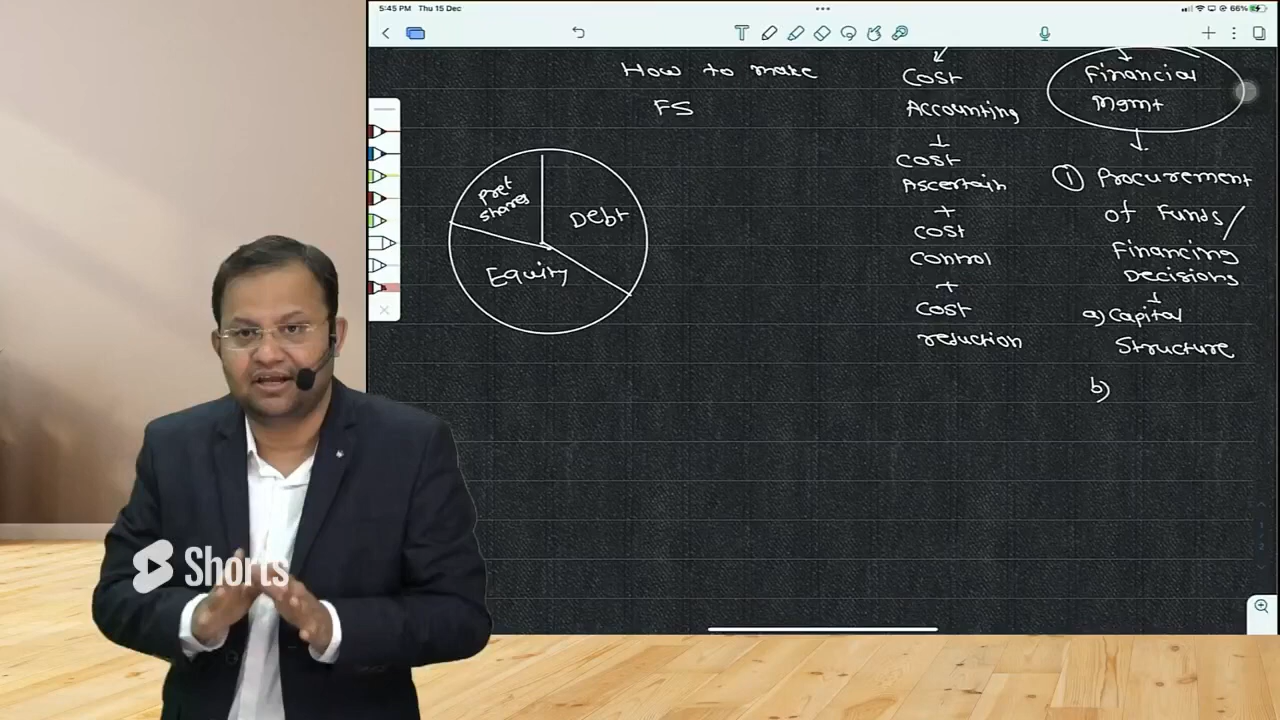 5:45 PM Thu 15 Dec
66%
T
How to make
FS
Pref
shares
Debt
Equity
Cost
Accounting
Cost
Ascertain
+
Cost
control
+
Cost
reduction
Financial
Mgmt
① Procurement
of Funds/
Financing
Decisions
a) Capital
Structure
b)
Shorts